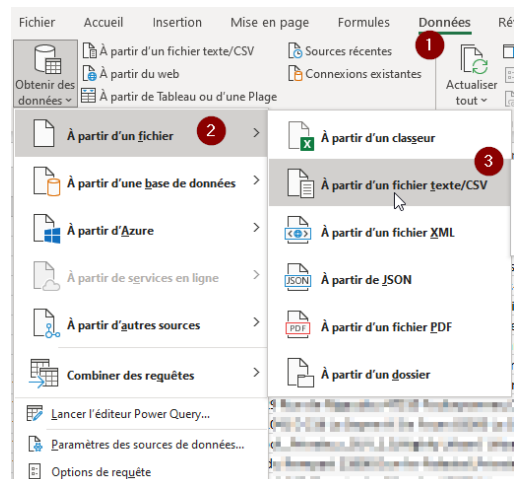 Fichier Accueil Insertion Mise en page Formules Données
À partir d'un fichier texte/CSV
Sources récentes
1
À partir du web
Connexions existantes
Obtenir des
données
À partir de Tableau ou d'une Plage
Actualiser
tout
À partir d'un fichier
2
À partir d'un classeur
3
À partir d'une base de données
À partir d'un fichier texte/CSV
À partir d'Azure
À partir d'un fichier XML
À partir de services en ligne
JSON
À partir de JSON
À partir d'autres sources
PDF
À partir d'un fichier PDF
Combiner des requêtes
À partir d'un dossier
Lancer l'éditeur Power Query...
Paramètres des sources de données...
Options de requête